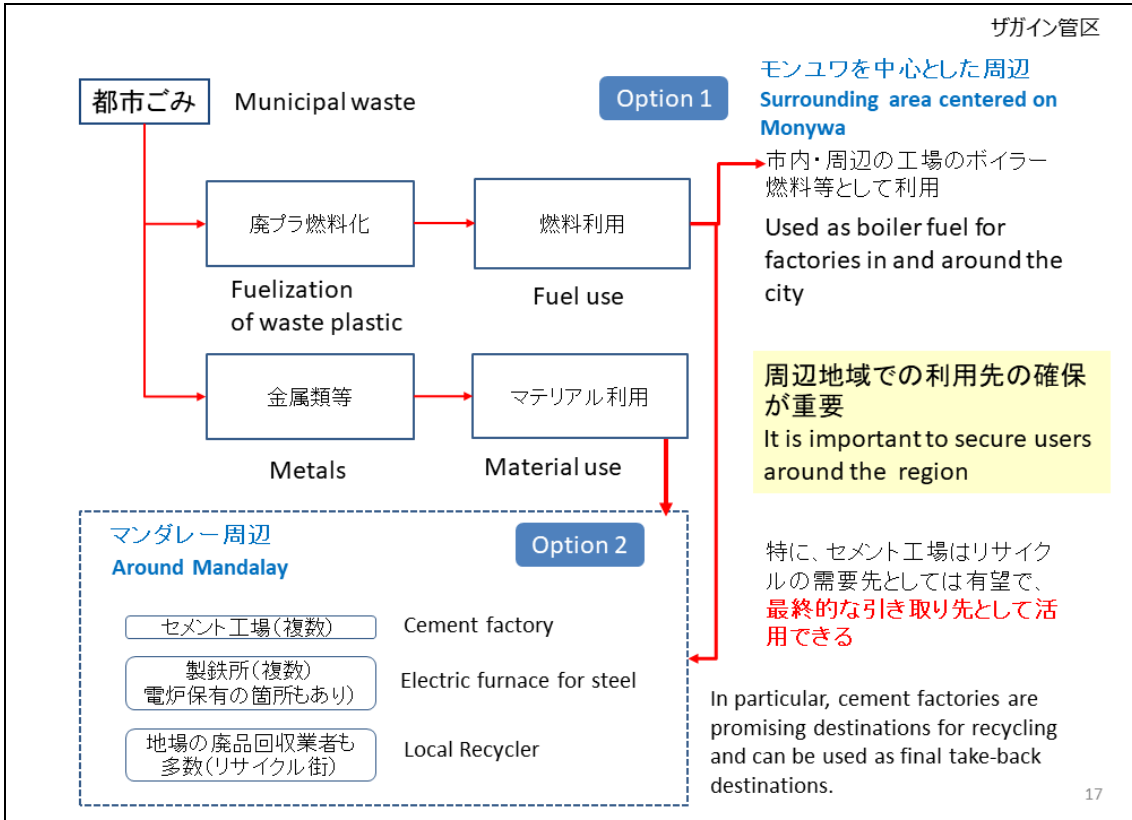 ザガイン管区
都市ごみ
Municipal waste
Option 1
モンユワを中心とした周辺
Surrounding area centered on
Monywa
市内・周辺の工場のボイラー
燃料等として利用
Used as boiler fuel for
factories in and around the
city
廃プラ燃料化
Fuelization
of waste plastic
燃料利用
Fuel use
金属類等
Metals
マテリアル利用
Material use
周辺地域での利用先の確保
が重要
It is important to secure users
around the region
マンダレー周辺
Around Mandalay
Option 2
セメント工場(複数)
Cement factory
製鉄所(複数)
電炉保有の箇所もあり)
Electric furnace for steel
地場の廃品回収業者も
多数(リサイクル街)
Local Recycler
特に、セメント工場はリサイク
ルの需要先としては有望で、
最終的な引き取り先として活
用できる
In particular, cement factories are
promising destinations for recycling
and can be used as final take-back
destinations.
17